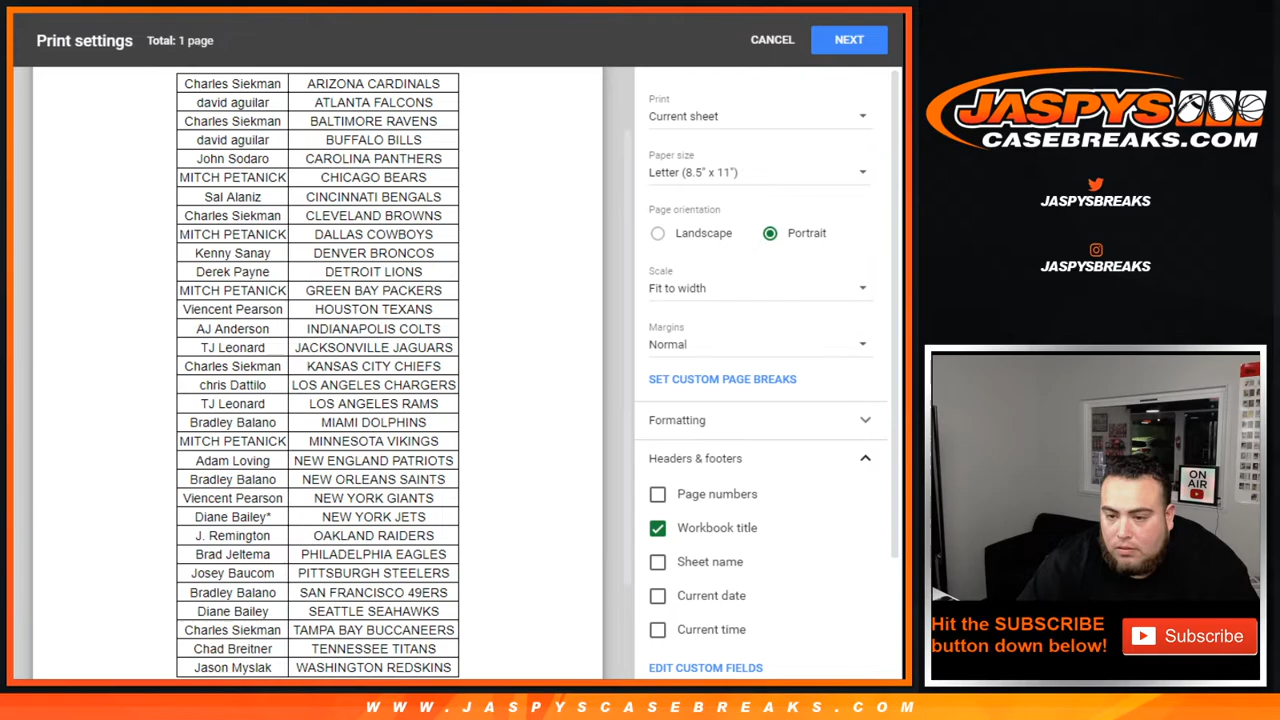 Print settings Total: 1 page CANCEL NEXT
Charles Siekman ARIZONA CARDINALS
david aguilar ATLANTA FALCONS
Charles Siekman BALTIMORE RAVENS
david aguilar BUFFALO BILLS
John Sodaro CAROLINA PANTHERS
MITCH PETANICK CHICAGO BEARS
Sal Alaniz CINCINNATI BENGALS
Charles Siekman CLEVELAND BROWNS
MITCH PETANICK DALLAS COWBOYS
Kenny Sanay DENVER BRONCOS
Derek Payne DETROIT LIONS
MITCH PETANICK GREEN BAY PACKERS
Viencent Pearson HOUSTON TEXANS
AJ Anderson INDIANAPOLIS COLTS
TJ Leonard JACKSONVILLE JAGUARS
Charles Siekman KANSAS CITY CHIEFS
chris Dattilo LOS ANGELES CHARGERS
TJ Leonard LOS ANGELES RAMS
Bradley Balano MIAMI DOLPHINS
MITCH PETANICK MINNESOTA VIKINGS
Adam Loving NEW ENGLAND PATRIOTS
Bradley Balano NEW ORLEANS SAINTS
Viencent Pearson NEW YORK GIANTS
Diane Bailey* NEW YORK JETS
J. Remington OAKLAND RAIDERS
Brad Jeltema PHILADELPHIA EAGLES
Josey Baucom PITTSBURGH STEELERS
Bradley Balano SAN FRANCISCO 49ERS
Diane Bailey SEATTLE SEAHAWKS
Charles Siekman TAMPA BAY BUCCANEERS
Chad Breitner TENNESSEE TITANS
Jason Myslak WASHINGTON REDSKINS
Print
Current sheet
Paper size
Letter (8.5" x 11")
Page orientation
Landscape Portrait
Scale
Fit to width
Margins
Normal
SET CUSTOM PAGE BREAKS
Formatting
Headers & footers
Page numbers
Workbook title
Sheet name
Current date
Current time
EDIT CUSTOM FIELDS
JASPYS
CASEBREAKS.COM
JASPYSBREAKS
JASPYSBREAKS
ON
AIR
Hit the SUBSCRIBE
button down below!
Subscribe
WWW.JASPYSCASEBREAKS.COM